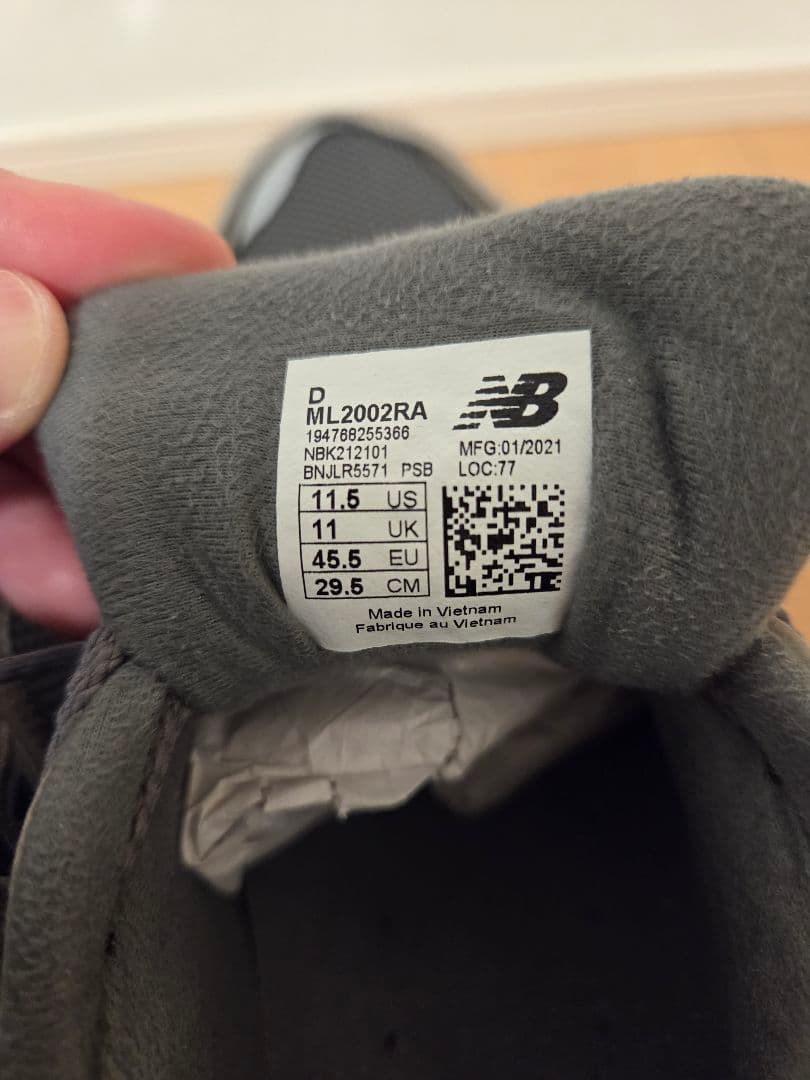 D
ML2002RA
194768255366
NBK212101
BNJLR5571 PSB
NB
MFG:01/2021
LOC:77
11.5 US
11 UK
45.5 EU
29.5 CM
Made in Vietnam
Fabrique au Vietnam